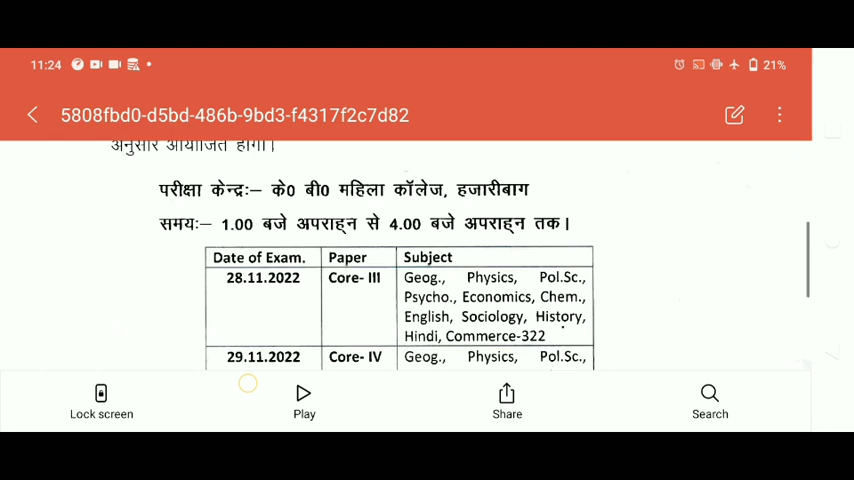 11:24
21%
5808fbd0-d5bd-486b-9bd3-f4317f2c7d82
अनुसार आयोजित होगा।
परीक्षा केन्द्रः– के0 बी0 महिला कॉलेज, हजारीबाग
समयः– 1.00 बजे अपराह्न से 4.00 बजे अपराह्न तक।
Date of Exam. Paper Subject
28.11.2022 Core- III Geog., Physics, Pol.Sc.,
Psycho., Economics, Chem.,
English, Sociology, History,
Hindi, Commerce-322
29.11.2022 Core- IV Geog., Physics, Pol.Sc.,
Lock screen Play Share Search